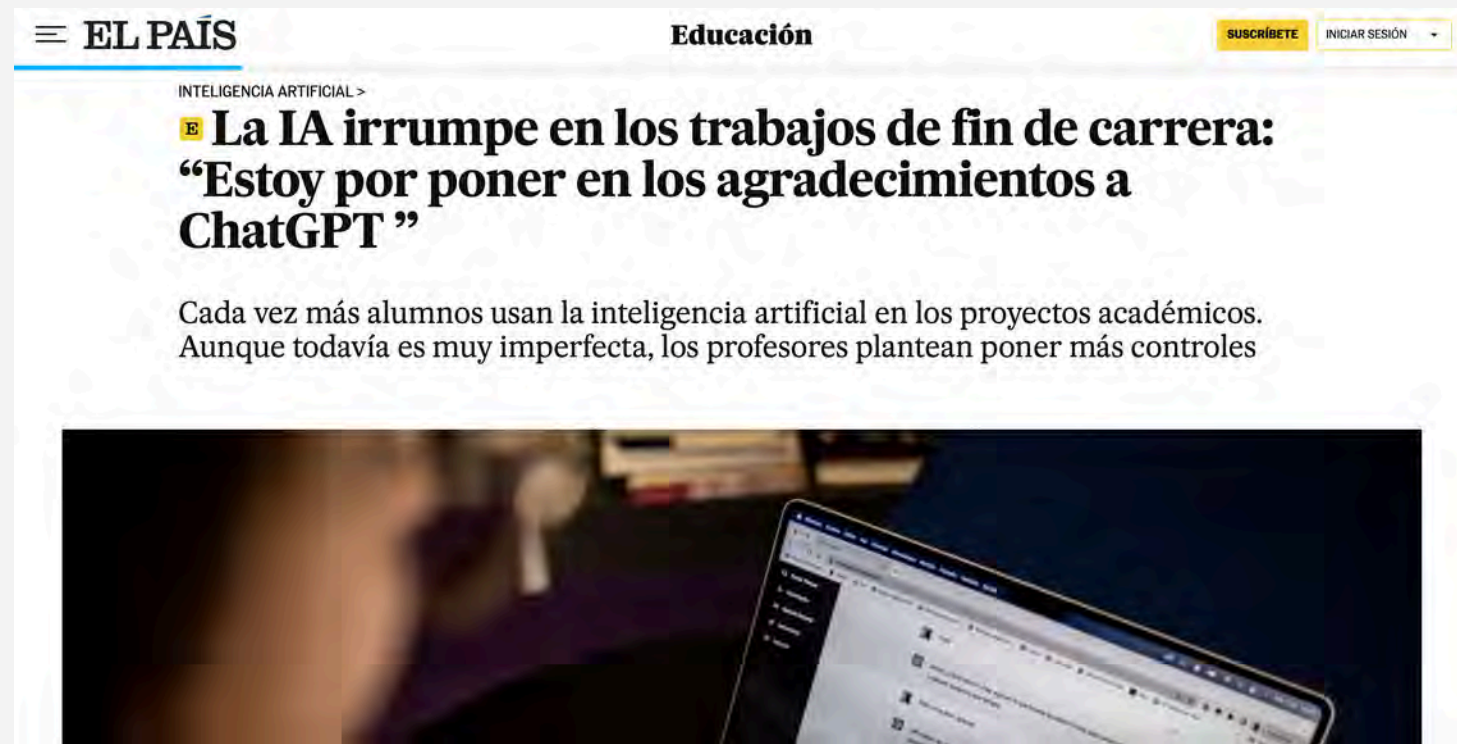 EL PAÍS
Educación
SUSCRÍBETE
INICIAR SESIÓN
INTELIGENCIA ARTIFICIAL >
E La IA irrumpe en los trabajos de fin de carrera:
“Estoy por poner en los agradecimientos a
ChatGPT ”
Cada vez más alumnos usan la inteligencia artificial en los proyectos académicos.
Aunque todavía es muy imperfecta, los profesores plantean poner más controles